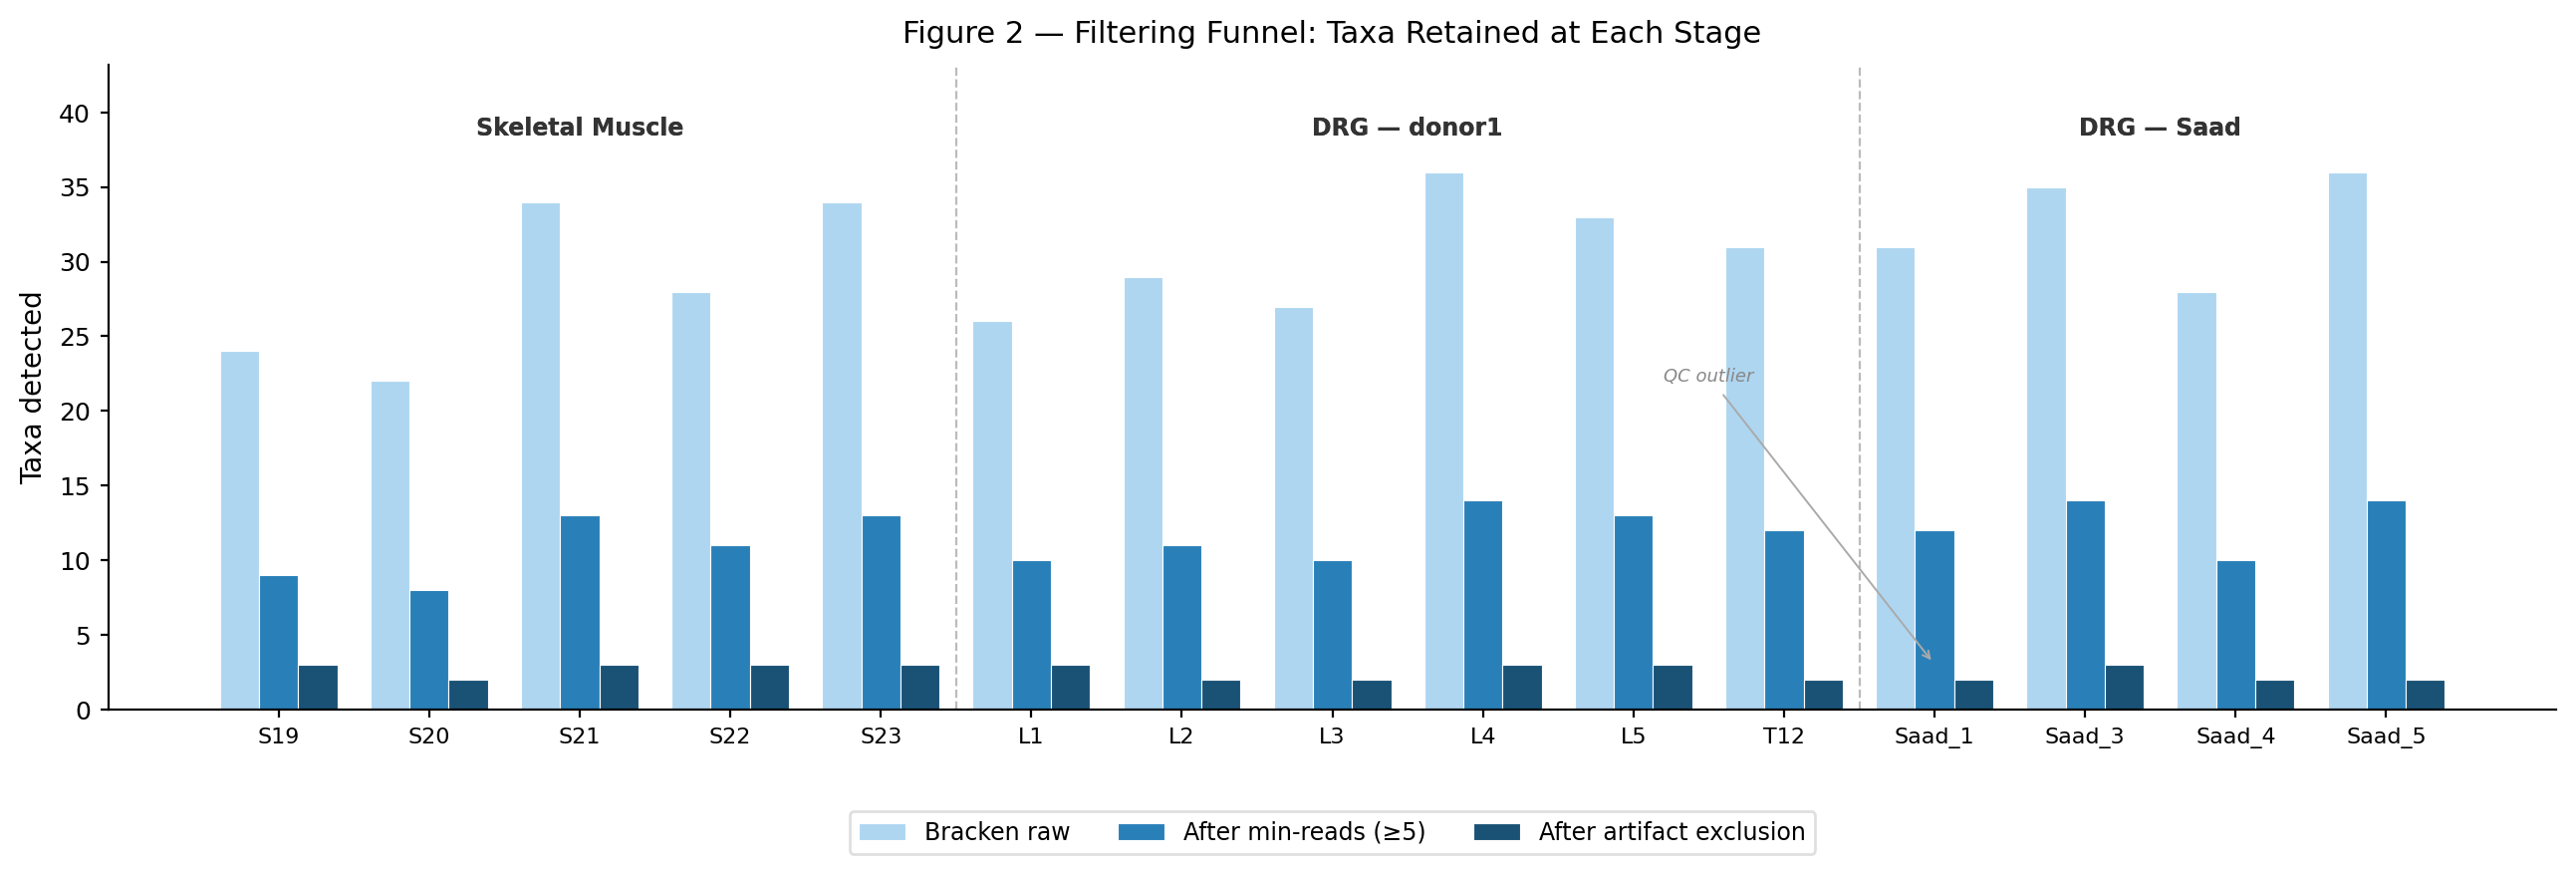 Figure 2 — Filtering Funnel: Taxa Retained at Each Stage
Taxa detected
40
35
30
25
20
15
10
5
0
Skeletal Muscle
DRG — donor1
DRG — Saad
QC outlier
S19 S20 S21 S22 S23 L1 L2 L3 L4 L5 T12 Saad_1 Saad_3 Saad_4 Saad_5
Bracken raw After min-reads (≥5) After artifact exclusion